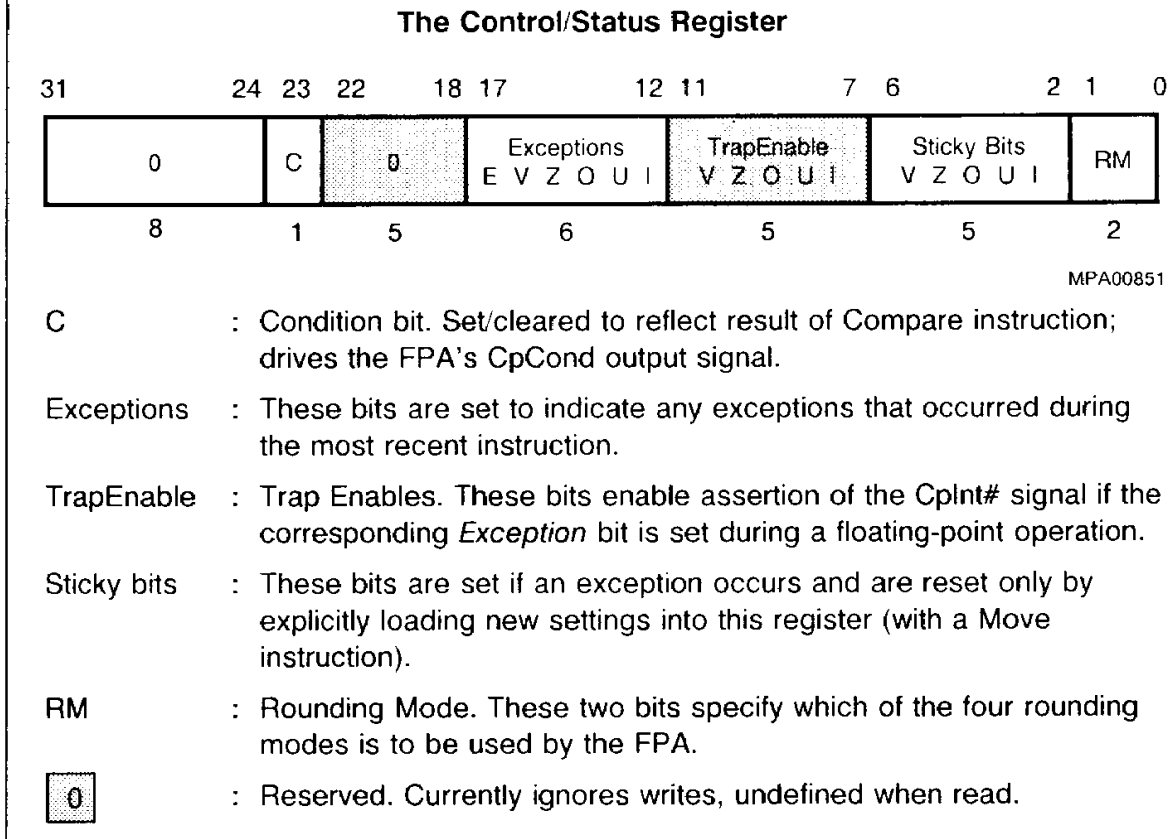 The Control/Status Register
31 24 23 22 18 17 12 11 7 6 2 1 0
0 C 0 Exceptions TrapEnable Sticky Bits RM
E V Z O U I V Z O U I V Z O U I
8 1 5 6 5 5 2
MPA00851
C : Condition bit. Set/cleared to reflect result of Compare instruction;
drives the FPA's CpCond output signal.
Exceptions : These bits are set to indicate any exceptions that occurred during
the most recent instruction.
TrapEnable : Trap Enables. These bits enable assertion of the CpInt# signal if the
corresponding Exception bit is set during a floating-point operation.
Sticky bits : These bits are set if an exception occurs and are reset only by
explicitly loading new settings into this register (with a Move
instruction).
RM : Rounding Mode. These two bits specify which of the four rounding
modes is to be used by the FPA.
0 : Reserved. Currently ignores writes, undefined when read.